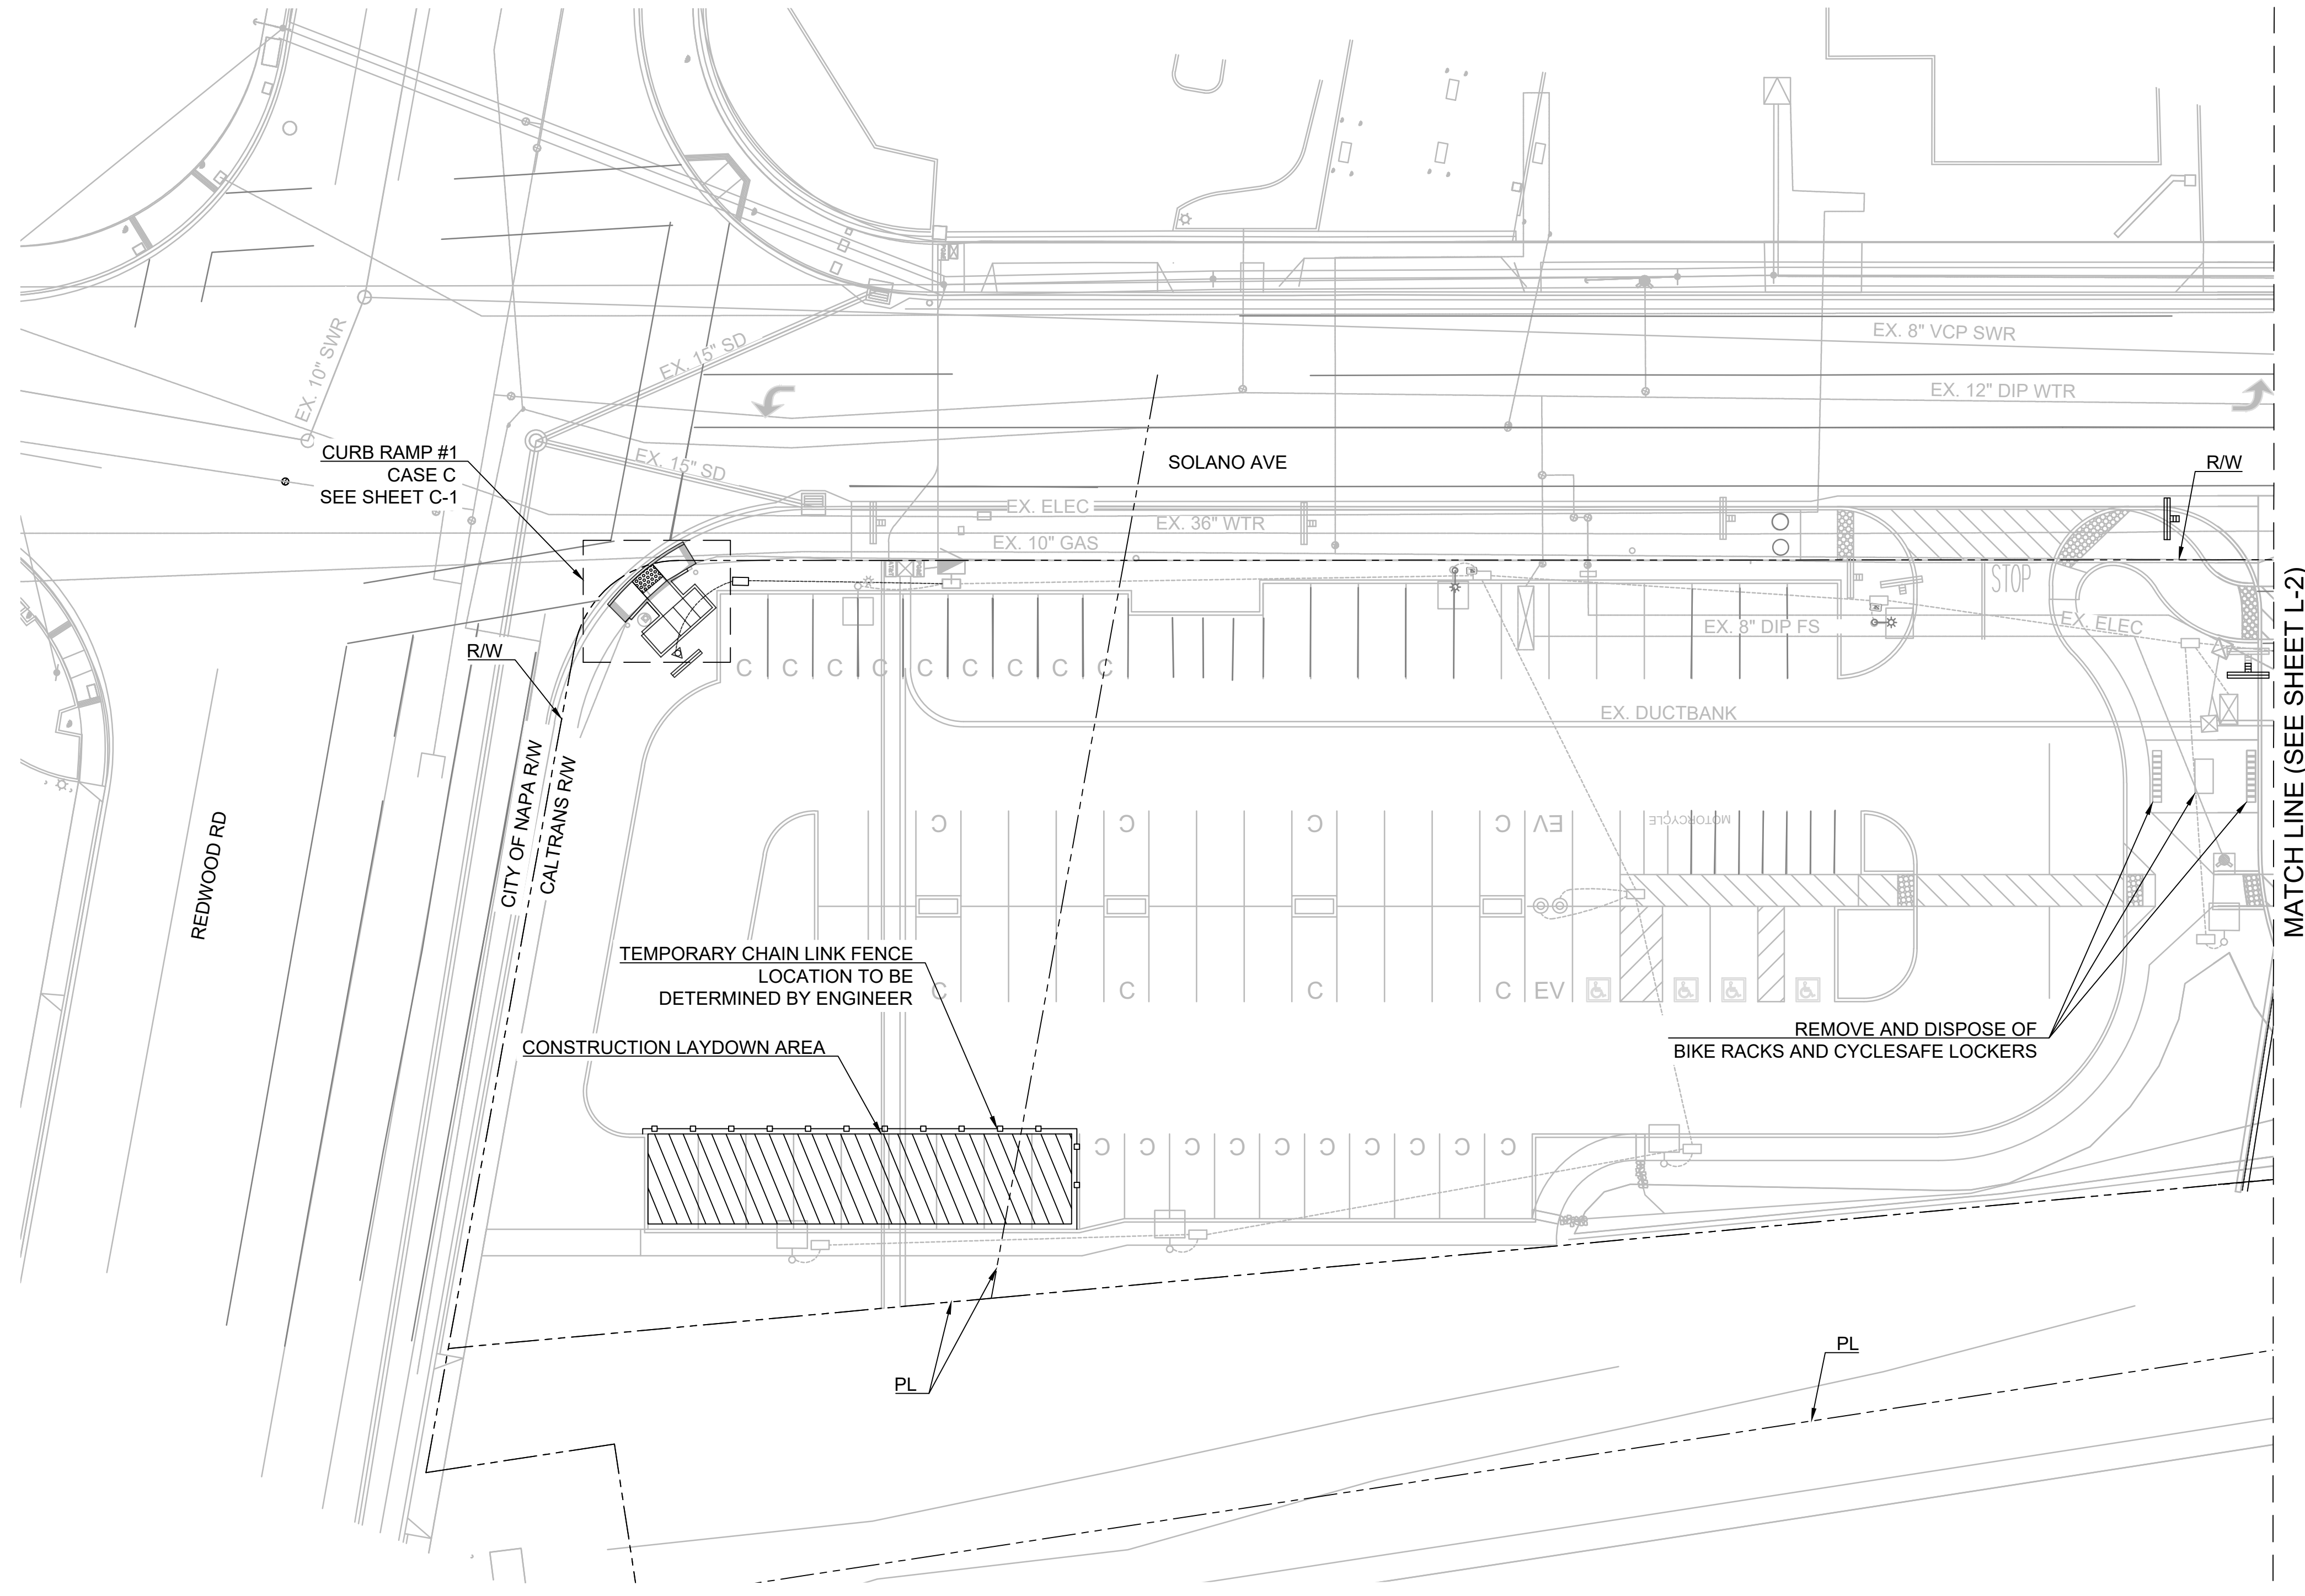 EX. 8" VCP SWR
EX. 10" SWR
EX. 15" SD
EX. 12" DIP WTR
CURB RAMP #1
CASE C
SEE SHEET C-1
EX. 15" SD
SOLANO AVE
R/W
EX. ELEC
EX. 36" WTR
EX. 10" GAS
STOP
EX. 8" DIP FS
EX. ELEC
R/W
C C C C C C C C C
EX. DUCTBANK
MATCH LINE (SEE SHEET L-2)
CITY OF NAPA R/W
CALTRANS R/W
REDWOOD RD
C C C C EV
MOTORCYCLE
TEMPORARY CHAIN LINK FENCE
LOCATION TO BE
DETERMINED BY ENGINEER
C C C C EV
REMOVE AND DISPOSE OF
BIKE RACKS AND CYCLESAFE LOCKERS
CONSTRUCTION LAYDOWN AREA
C C C C C C C C C C
PL
PL